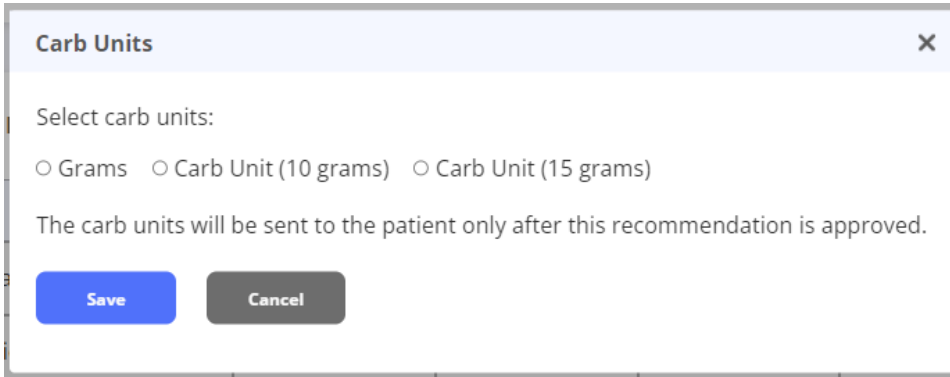 Carb Units
Select carb units:
Grams Carb Unit (10 grams) Carb Unit (15 grams)
The carb units will be sent to the patient only after this recommendation is approved.
Save Cancel